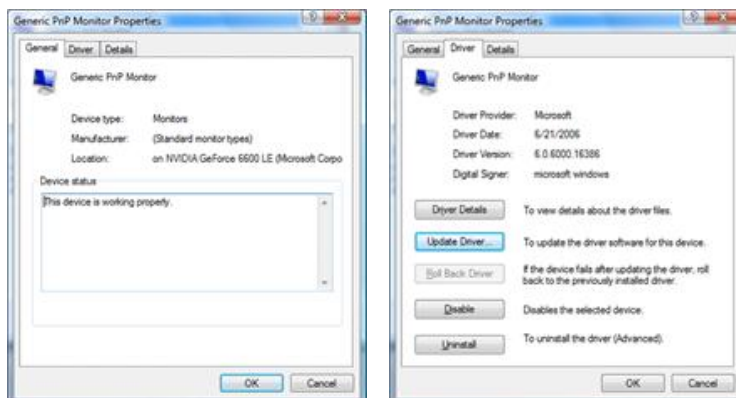 Generic PnP Monitor Properties
General Driver Details
Generic PnP Monitor
Device type: Monitors
Manufacturer: (Standard monitor types)
Location: on NVIDIA GeForce 6600 LE (Microsoft Corpo
Device status
This device is working properly.
OK Cancel
Generic PnP Monitor Properties
General Driver Details
Generic PnP Monitor
Driver Provider: Microsoft
Driver Date: 6/21/2006
Driver Version: 6.0.6000.16386
Digital Signer: microsoft windows
Driver Details To view details about the driver files.
Update Driver... To update the driver software for this device.
Roll Back Driver If the device fails after updating the driver, roll
back to the previously installed driver.
Disable Disables the selected device.
Uninstall To uninstall the driver (Advanced).
OK Cancel